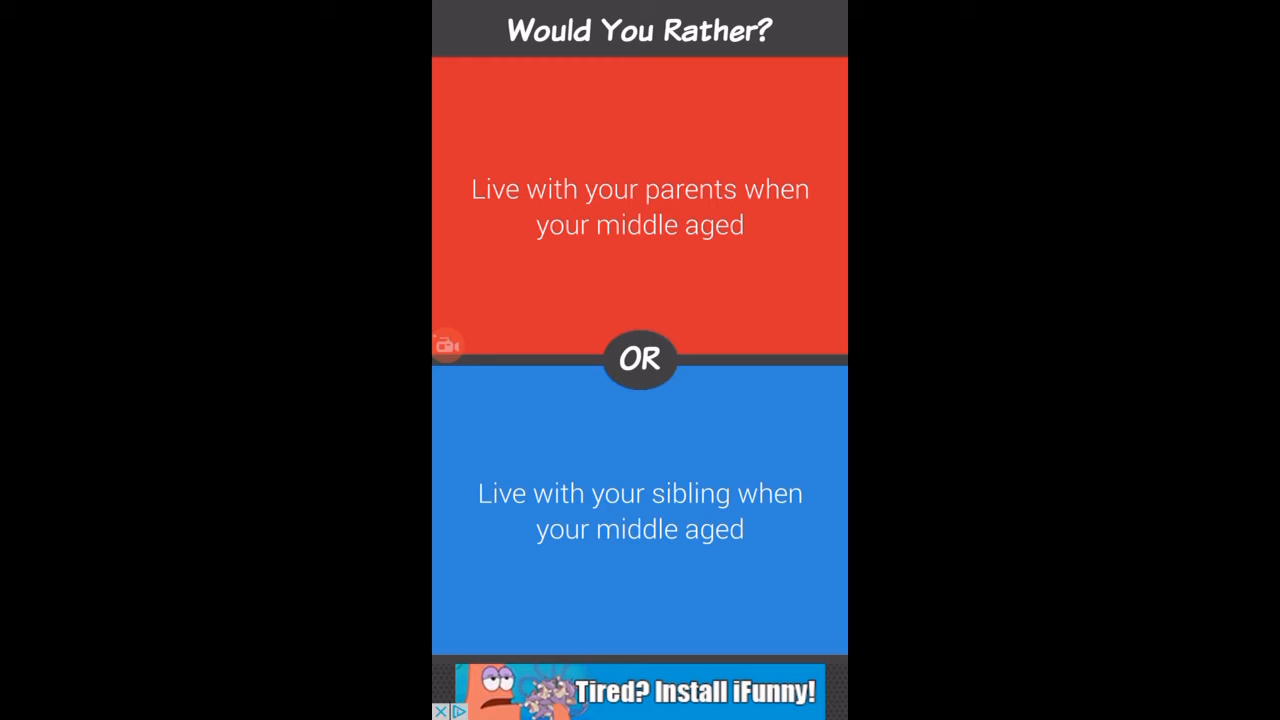 Would You Rather?
Live with your parents when
your middle aged
OR
Live with your sibling when
your middle aged
Tired? Install iFunny!